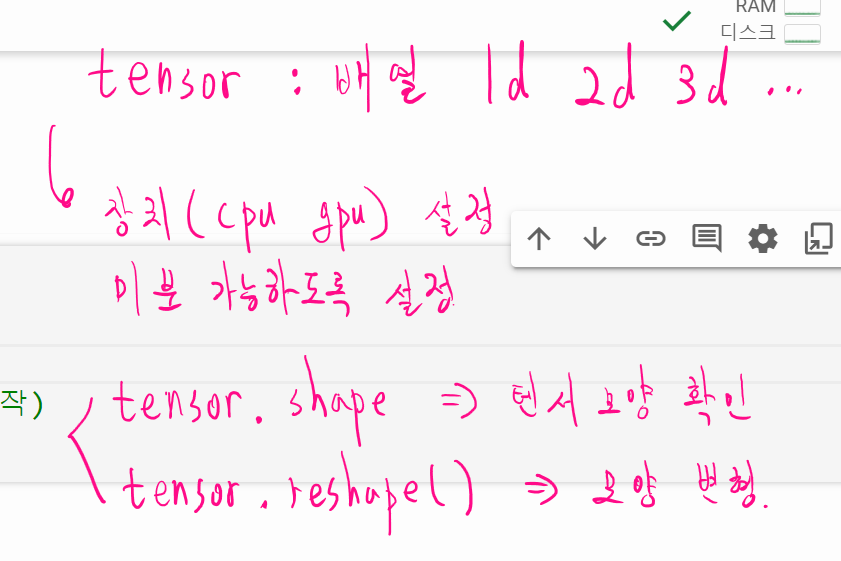 RAM
디스크
tensor : 배열 1d 2d 3d ...
장치(cpu gpu) 설정
미분 가능하도록 설정
작)
tensor. shape => 텐서 모양 확인
tensor.reshape() => 모양 변형.